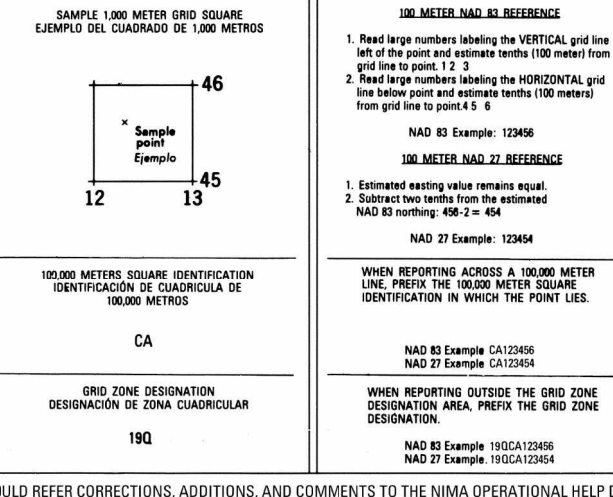 SAMPLE 1,000 METER GRID SQUARE
EJEMPLO DEL CUADRADO DE 1,000 METROS
46
×
Sample
point
Ejemplo
45
12
13
100,000 METERS SQUARE IDENTIFICATION
IDENTIFICACIÓN DE CUADRICULA DE
100,000 METROS
CA
GRID ZONE DESIGNATION
DESIGNACIÓN DE ZONA CUADRICULAR
19Q
100 METER NAD 83 REFERENCE
1. Read large numbers labeling the VERTICAL grid line
left of the point and estimate tenths (100 meter) from
grid line to point. 1 2 3
2. Read large numbers labeling the HORIZONTAL grid
line below point and estimate tenths (100 meters)
from grid line to point.4 5 6
NAD 83 Example: 123456
100 METER NAD 27 REFERENCE
1. Estimated easting value remains equal.
2. Subtract two tenths from the estimated
NAD 83 northing: 456-2 = 454
NAD 27 Example: 123454
WHEN REPORTING ACROSS A 100,000 METER
LINE, PREFIX THE 100,000 METER SQUARE
IDENTIFICATION IN WHICH THE POINT LIES.
NAD 83 Example CA123456
NAD 27 Example CA123454
WHEN REPORTING OUTSIDE THE GRID ZONE
DESIGNATION AREA, PREFIX THE GRID ZONE
DESIGNATION.
NAD 83 Example 19QCA123456
NAD 27 Example. 19QCA123454
REFER CORRECTIONS, ADDITIONS, AND COMMENTS TO THE NIMA OPERATIONAL HELP